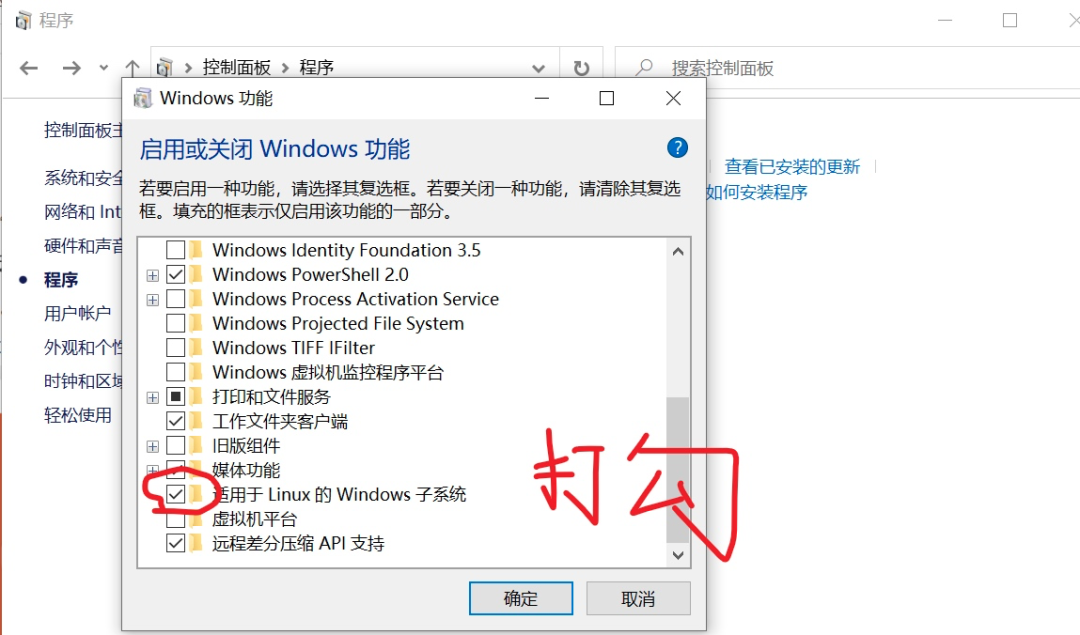 程序
控制面板 程序
搜索控制面板
Windows 功能
控制面板主
启用或关闭 Windows 功能
?
查看已安装的更新
系统和安全
若要启用一种功能，请选择其复选框。若要关闭一种功能，请清除其复选
如何安装程序
网络和 Int
框。填充的框表示仅启用该功能的一部分。
硬件和声音
程序
用户帐户
外观和个性
时钟和区域
轻松使用
Windows Identity Foundation 3.5
Windows PowerShell 2.0
Windows Process Activation Service
Windows Projected File System
Windows TIFF IFilter
Windows 虚拟机监控程序平台
打印和文件服务
工作文件夹客户端
旧版组件
媒体功能
适用于 Linux 的 Windows 子系统
虚拟机平台
远程差分压缩 API 支持
打勾
确定
取消